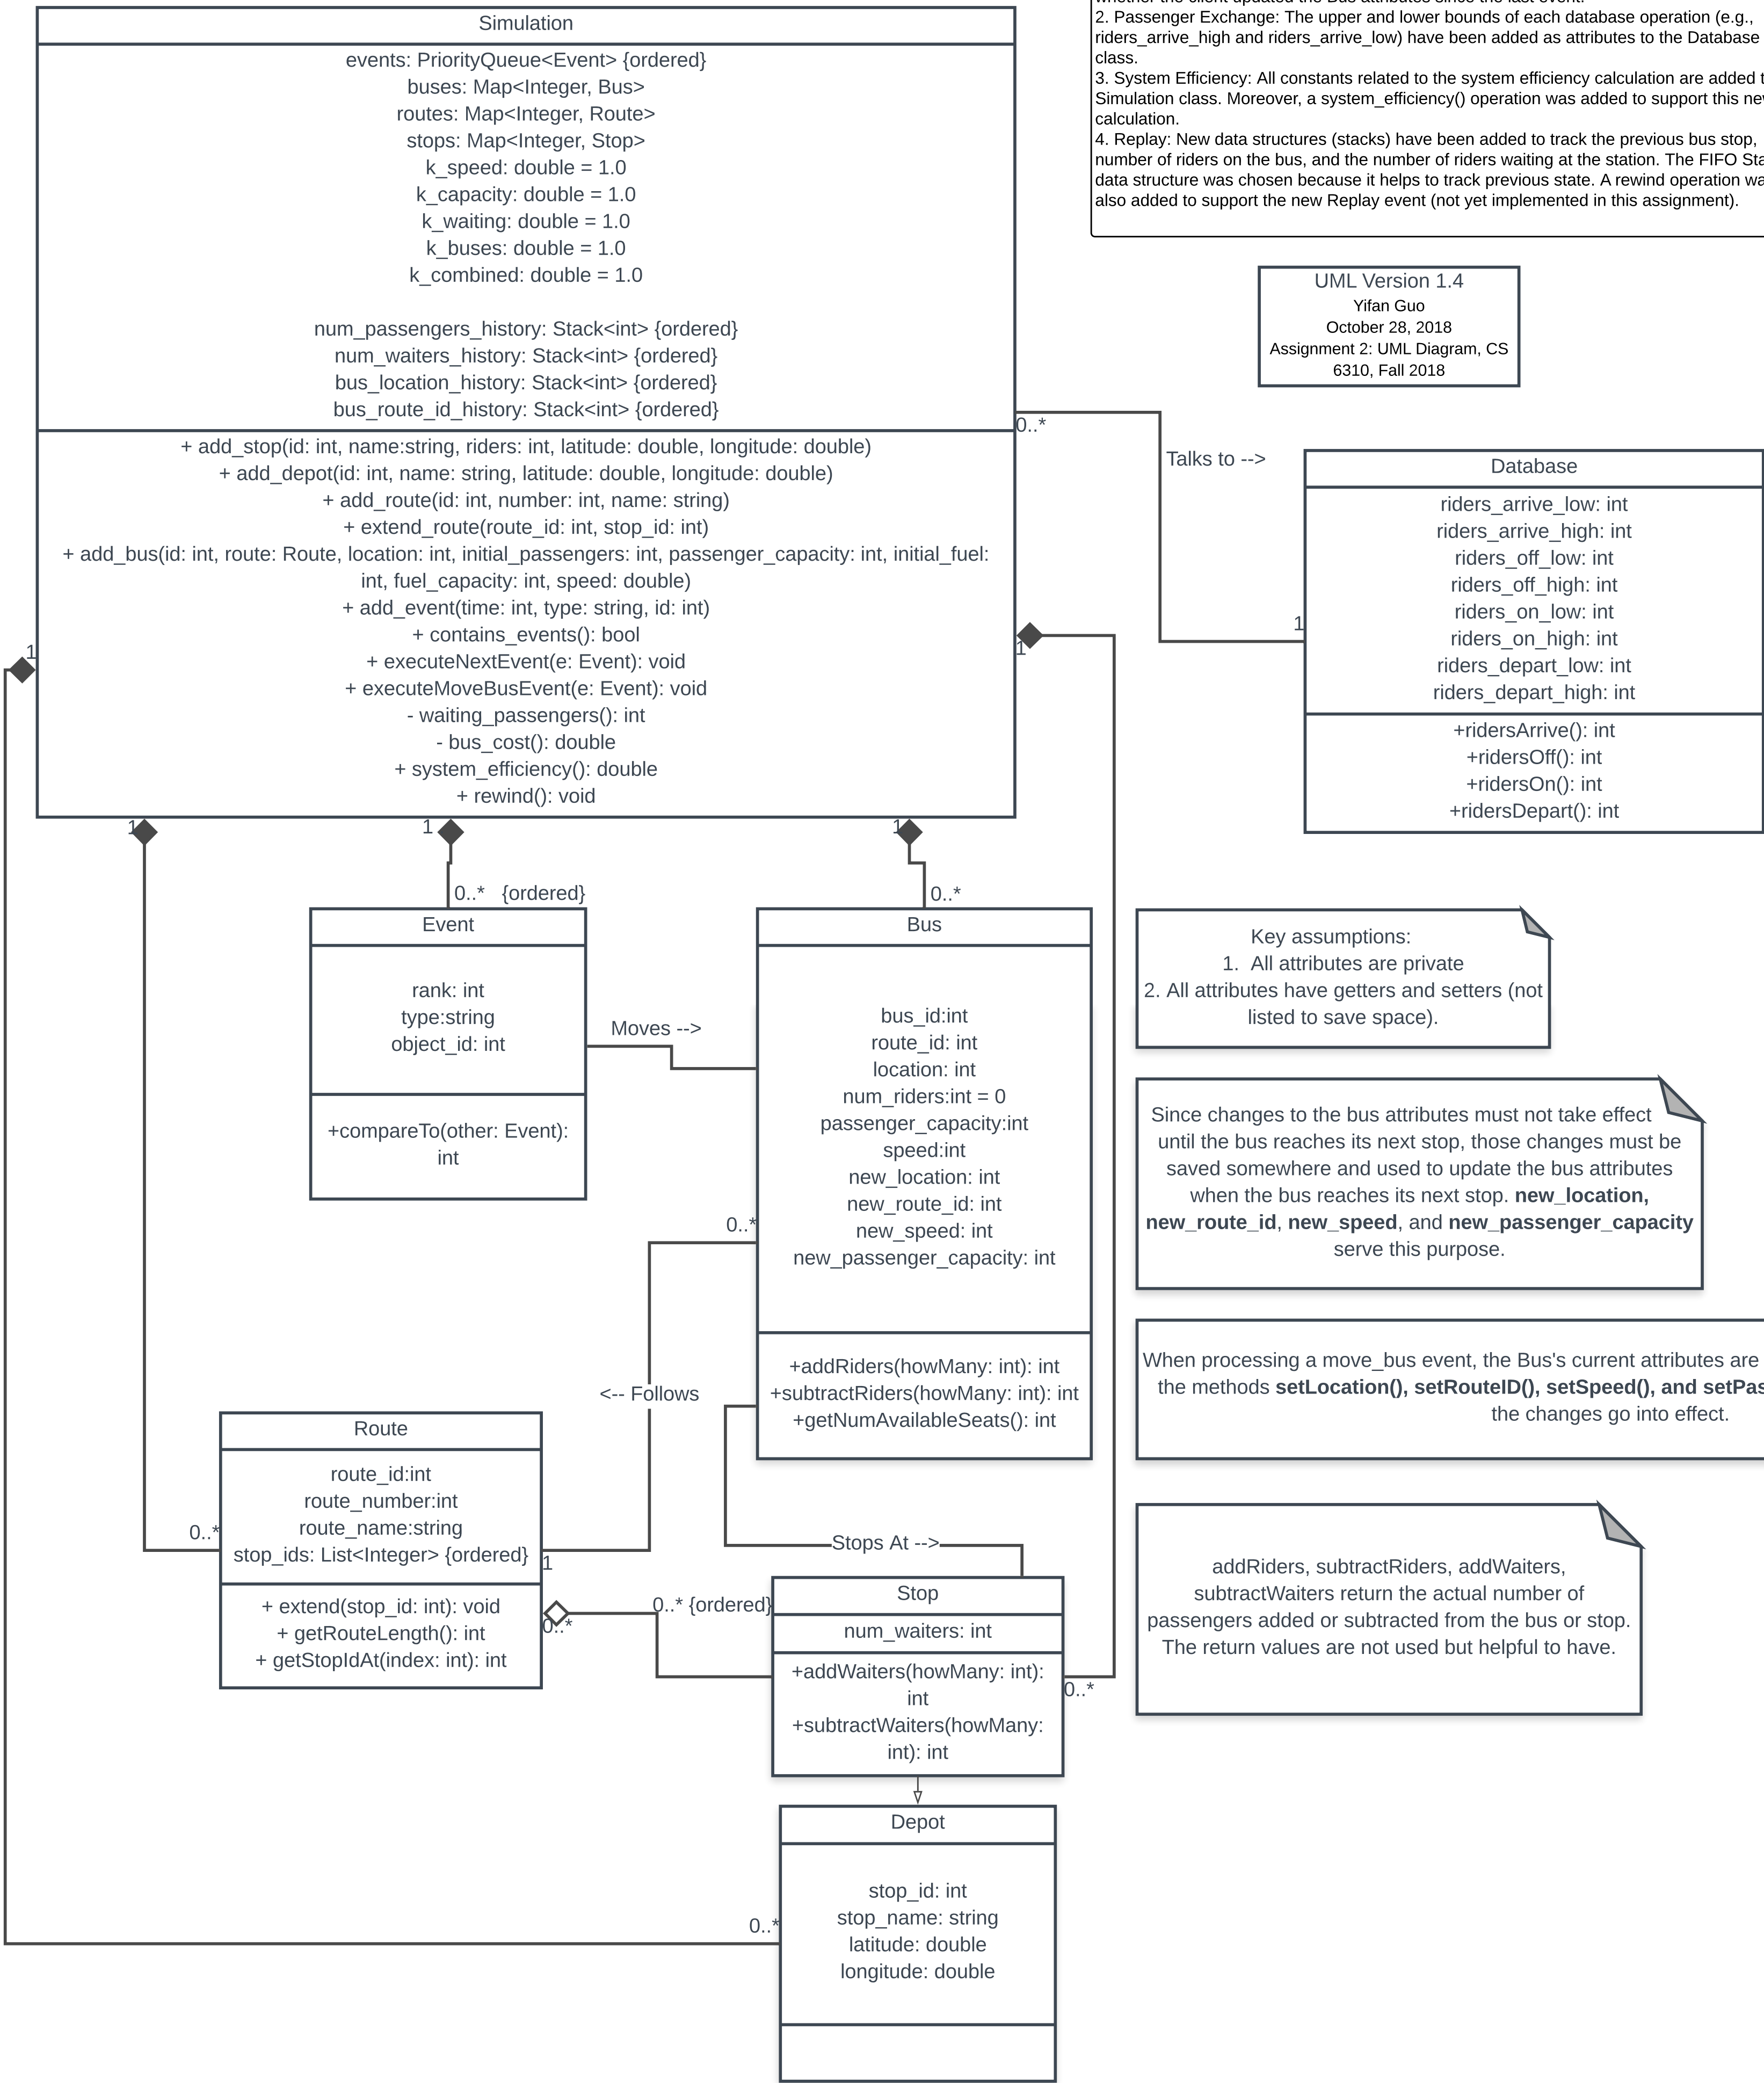 Simulation
events: PriorityQueue<Event> {ordered}
buses: Map<Integer, Bus>
routes: Map<Integer, Route>
stops: Map<Integer, Stop>
k_speed: double = 1.0
k_capacity: double = 1.0
k_waiting: double = 1.0
k_buses: double = 1.0
k_combined: double = 1.0
num_passengers_history: Stack<int> {ordered}
num_waiters_history: Stack<int> {ordered}
bus_location_history: Stack<int> {ordered}
bus_route_id_history: Stack<int> {ordered}
+ add_stop(id: int, name:string, riders: int, latitude: double, longitude: double)
+ add_depot(id: int, name: string, latitude: double, longitude: double)
+ add_route(id: int, number: int, name: string)
+ extend_route(route_id: int, stop_id: int)
+ add_bus(id: int, route: Route, location: int, initial_passengers: int, passenger_capacity: int, initial_fuel:
int, fuel_capacity: int, speed: double)
+ add_event(time: int, type: string, id: int)
+ contains_events(): bool
+ executeNextEvent(e: Event): void
+ executeMoveBusEvent(e: Event): void
- waiting_passengers(): int
- bus_cost(): double
+ system_efficiency(): double
+ rewind(): void
whether the client updated the Bus attributes since the last event.
2. Passenger Exchange: The upper and lower bounds of each database operation (e.g.,
riders_arrive_high and riders_arrive_low) have been added as attributes to the Database
class.
3. System Efficiency: All constants related to the system efficiency calculation are added
Simulation class. Moreover, a system_efficiency() operation was added to support this
calculation.
4. Replay: New data structures (stacks) have been added to track the previous bus stop,
number of riders on the bus, and the number of riders waiting at the station. The FIFO
data structure was chosen because it helps to track previous state. A rewind operation
also added to support the new Replay event (not yet implemented in this assignment).
UML Version 1.4
Yifan Guo
October 28, 2018
Assignment 2: UML Diagram, CS
6310, Fall 2018
0..*
Talks to -->
1
Database
riders_arrive_low: int
riders_arrive_high: int
riders_off_low: int
riders_off_high: int
riders_on_low: int
riders_on_high: int
riders_depart_low: int
riders_depart_high: int
+ridersArrive(): int
+ridersOff(): int
+ridersOn(): int
+ridersDepart(): int
1
1
1
1
1
0..* {ordered}
0..*
Event
rank: int
type:string
object_id: int
+compareTo(other: Event):
int
Moves -->
Bus
bus_id:int
route_id: int
location: int
num_riders:int = 0
passenger_capacity:int
speed:int
new_location: int
new_route_id: int
new_speed: int
new_passenger_capacity: int
+addRiders(howMany: int): int
+subtractRiders(howMany: int): int
+getNumAvailableSeats(): int
Key assumptions:
1. All attributes are private
2. All attributes have getters and setters (not
listed to save space).
Since changes to the bus attributes must not take effect
until the bus reaches its next stop, those changes must be
saved somewhere and used to update the bus attributes
when the bus reaches its next stop. new_location,
new_route_id, new_speed, and new_passenger_capacity
serve this purpose.
When processing a move_bus event, the Bus's current attributes are
the methods setLocation(), setRouteID(), setSpeed(), and
the changes go into effect.
addRiders, subtractRiders, addWaiters,
subtractWaiters return the actual number of
passengers added or subtracted from the bus or stop.
The return values are not used but helpful to have.
0..*
<-- Follows
1
0..*
Route
route_id:int
route_number:int
route_name:string
stop_ids: List<Integer> {ordered}
+ extend(stop_id: int): void
+ getRouteLength(): int
+ getStopIdAt(index: int): int
Stops At -->
0..*
0..* {ordered}
Stop
num_waiters: int
+addWaiters(howMany: int):
int
+subtractWaiters(howMany:
int): int
0..*
Depot
stop_id: int
stop_name: string
latitude: double
longitude: double
0..*